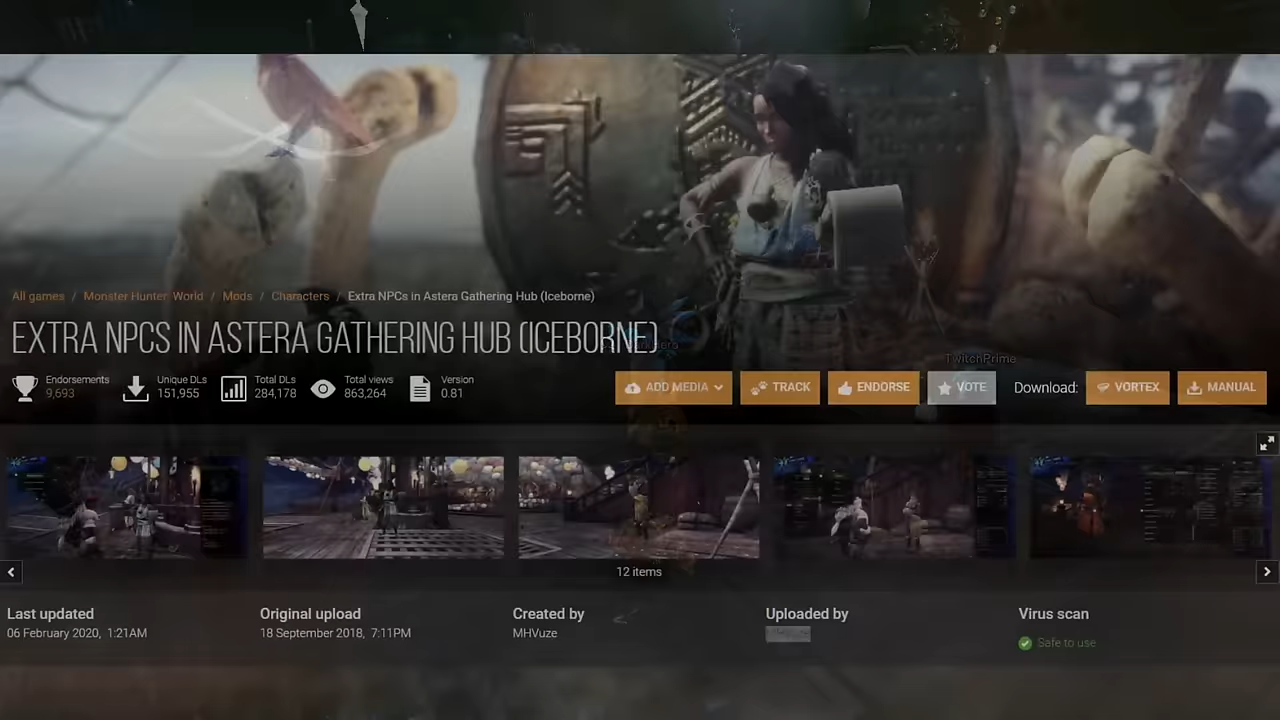 All games / Monster Hunter: World / Mods / Characters / Extra NPCs in Astera Gathering Hub (Iceborne)
EXTRA NPCS IN ASTERA GATHERING HUB (ICEBORNE)
TwitchPrime
Endorsements
9,693
Unique DLs
151,955
Total DLs
284,178
Total views
863,264
Version
0.81
ADD MEDIA
TRACK
ENDORSE
VOTE
Download:
VORTEX
MANUAL
12 items
Last updated
06 February 2020, 1:21AM
Original upload
18 September 2018, 7:11PM
Created by
MHVuze
Uploaded by
Virus scan
Safe to use